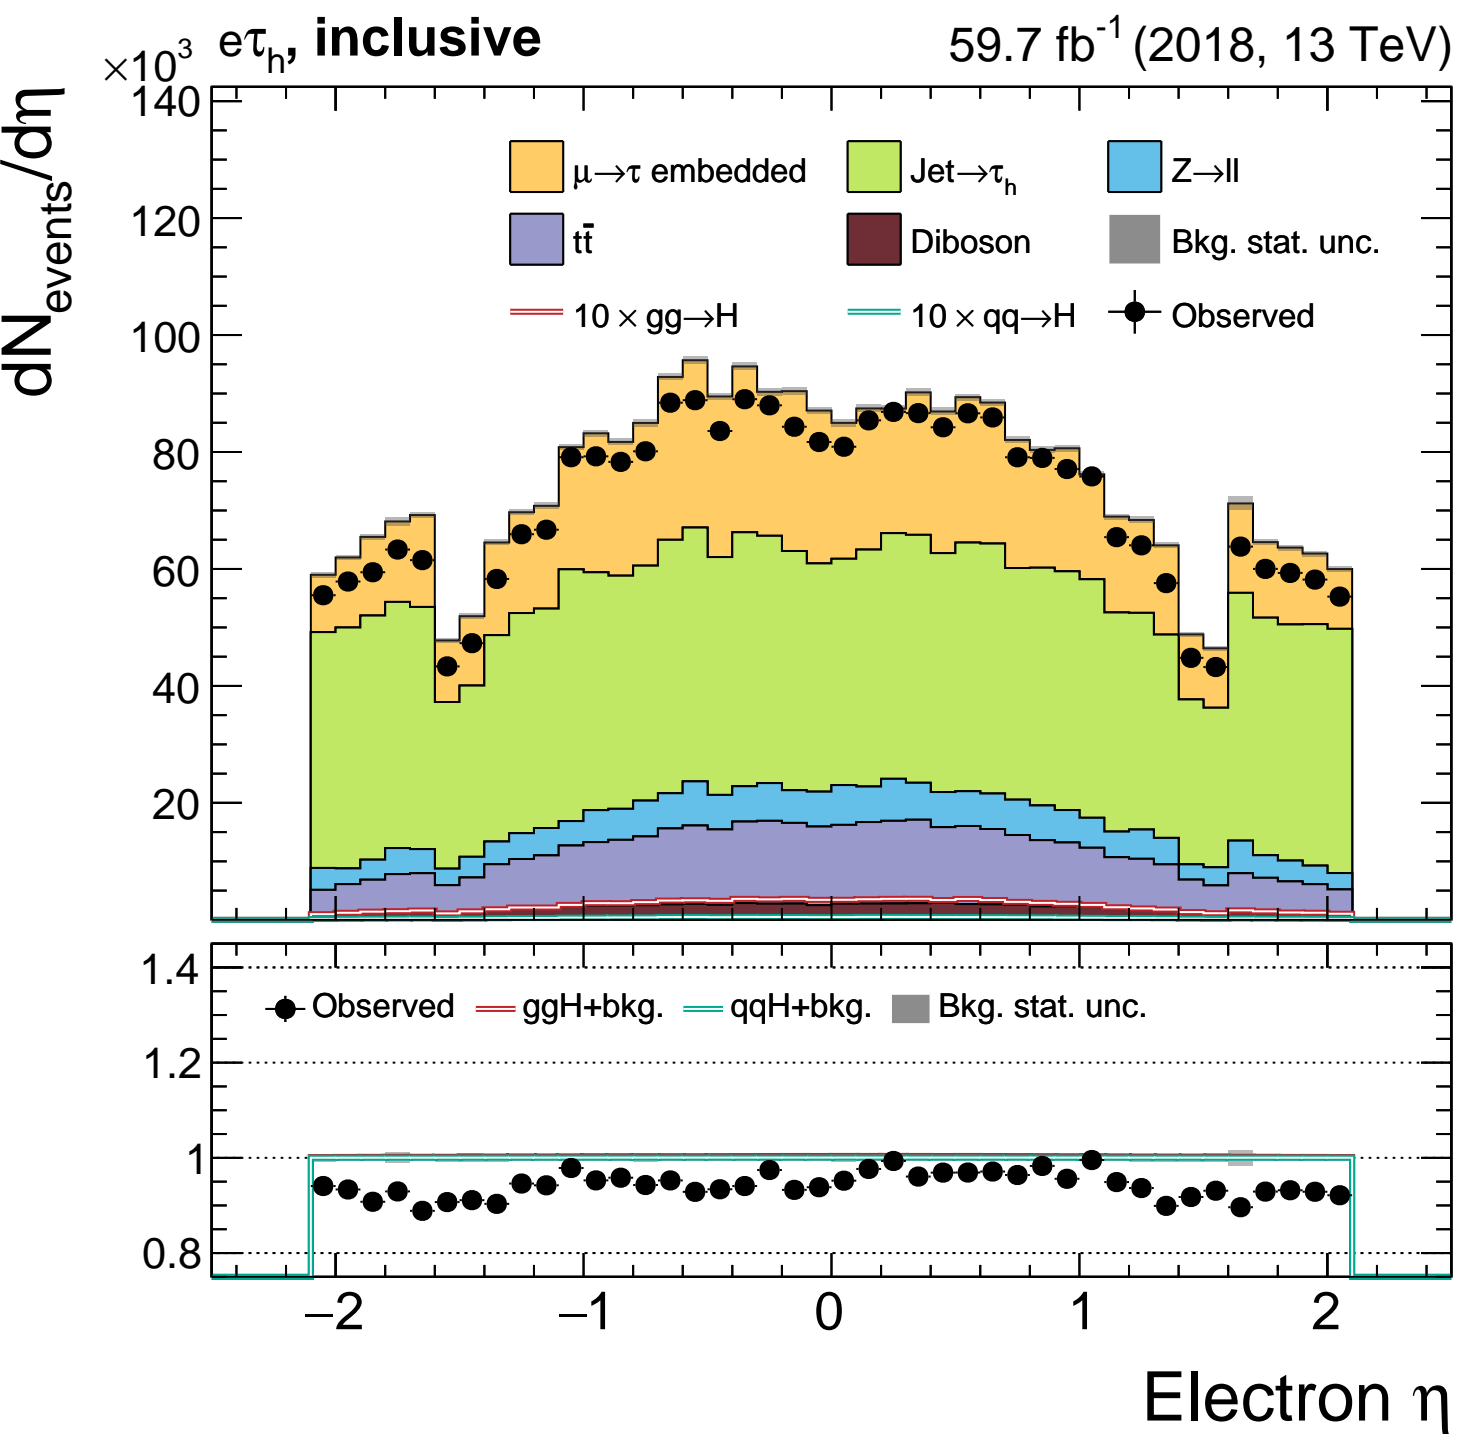 ×10³ eτₕ, inclusive 59.7 fb⁻¹ (2018, 13 TeV)
dN_events/dη
140
120
100
80
60
40
20
μ→τ embedded Jet→τₕ Z→ll
tt̄ Diboson Bkg. stat. unc.
10 × gg→H 10 × qq→H Observed
1.4
Observed ggH+bkg. qqH+bkg. Bkg. stat. unc.
1.2
1
0.8
−2 −1 0 1 2
Electron η